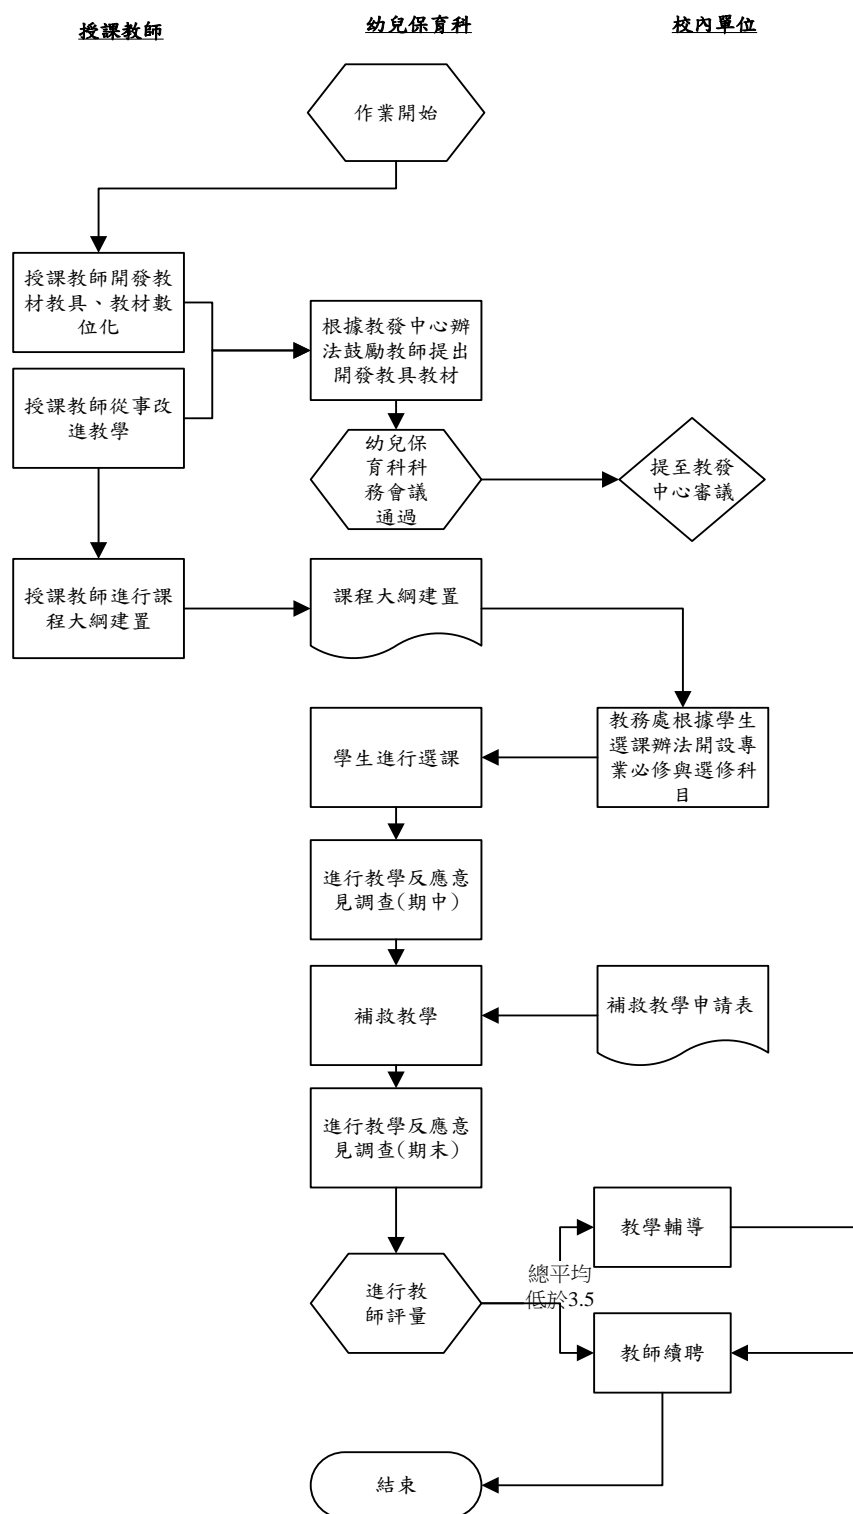 授課教師
幼兒保育科
校內單位
作業開始
授課教師開發教
材教具、教材數
位化
根據教發中心辦
法鼓勵教師提出
開發教具教材
授課教師從事改
進教學
幼兒保
育科科
務會議
通過
提至教發
中心審議
授課教師進行課
程大綱建置
課程大綱建置
教務處根據學生
選課辦法開設專
業必修與選修科
目
學生進行選課
進行教學反應意
見調查(期中)
補救教學
補救教學申請表
進行教學反應意
見調查(期末)
教學輔導
總平均
低於3.5
進行教
師評量
教師續聘
結束